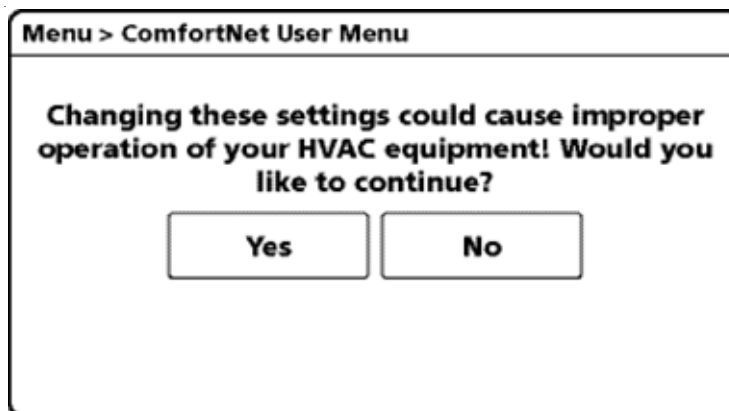 Menu > ComfortNet User Menu
Changing these settings could cause improper
operation of your HVAC equipment! Would you
like to continue?
Yes
No